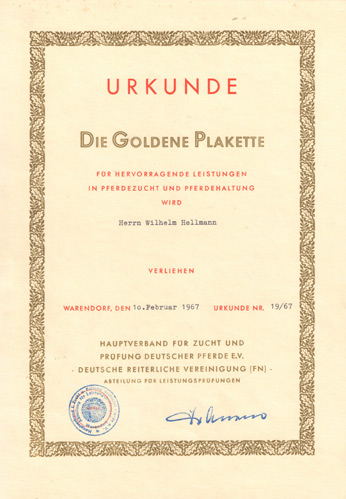 URKUNDE
DIE GOLDENE PLAKETTE
FÜR HERVORRAGENDE LEISTUNGEN
IN PFERDEZUCHT UND PFERDEHALTUNG
WIRD
Herrn Wilhelm Hellmann
VERLIEHEN
WARENDORF, DEN 10.Februar 1967 URKUNDE NR. 19/67
HAUPTVERBAND FÜR ZUCHT UND
PRÜFUNG DEUTSCHER PFERDE E.V.
- DEUTSCHE REITERLICHE VEREINIGUNG (FN) -
ABTEILUNG FÜR LEISTUNGSPRÜFUNGEN